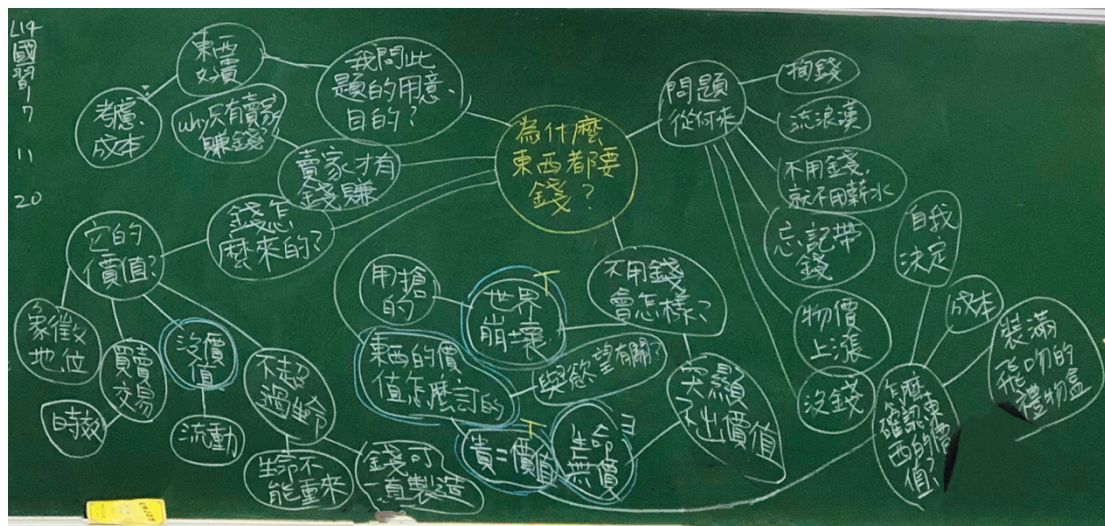 L14
國習
7
11
20
東西
好賣
考慮
成本
我問此
題的用意、
目的?
why只有賣家
賺錢?
賣家才有
錢賺
錢怎
麼來的?
它的
價值?
象徵
地位
買賣
交易
時效
沒價
值
流動
不起
生命不
能重來
錢可
一直製造
為什麼
東西都要
錢?
用搶
的
世界
崩壞
T
不用錢
會怎樣?
東西的價
值怎麼訂的
與慾望有關?
貴=價值
T
生命
無價
突顯
不出價值
問題
從何來
掏錢
流浪漢
不用錢,
就不用薪水
忘記帶
錢
物價
上漲
沒錢
自我
決定
成本
裝滿
飛吻的
禮物盒
怎麼
確認東
西的價
值?